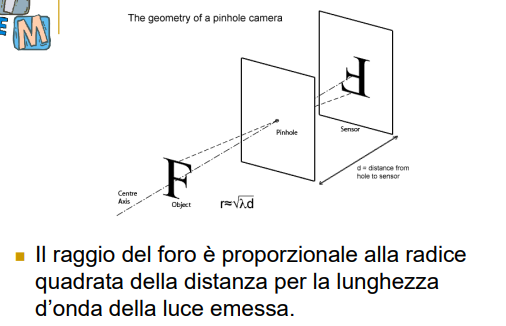 The geometry of a pinhole camera
E
M
F
Pinhole
Sensor
d = distance from
hole to sensor
F
Centre
Axis
Object
r≈√λd
Il raggio del foro è proporzionale alla radice
quadrata della distanza per la lunghezza
d’onda della luce emessa.